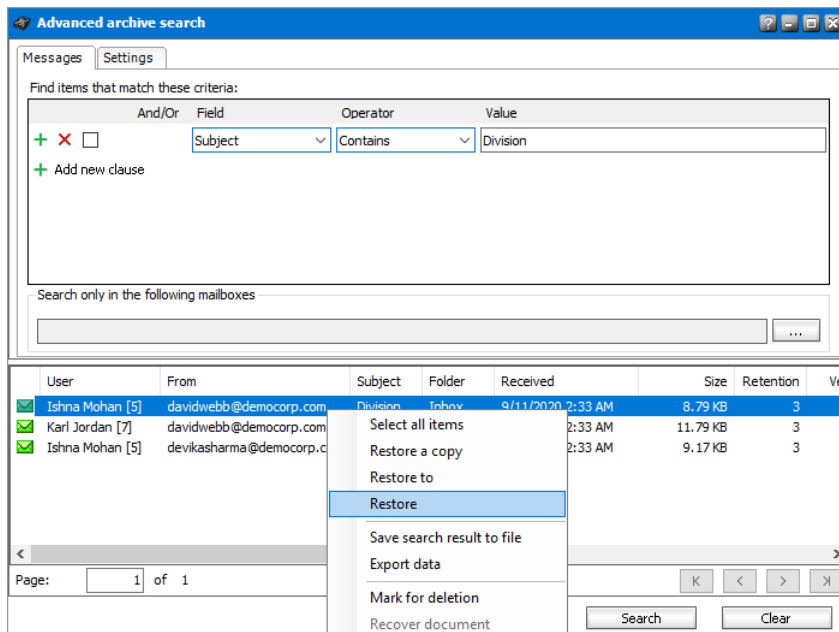 Advanced archive search
Messages Settings
Find items that match these criteria:
And/Or Field Operator Value
Subject Contains Division
Add new clause
Search only in the following mailboxes
...
User From Subject Folder Received Size Retention
Ishna Mohan [5] davidwebb@democorp.com Division Inbox 9/11/2020 2:33 AM 8.79 KB 3
Karl Jordan [7] davidwebb@democorp.com 2:33 AM 11.79 KB 3
Ishna Mohan [5] devikasharma@democorp.c 2:33 AM 9.17 KB 3
Select all items
Restore a copy
Restore to
Restore
Save search result to file
Export data
Mark for deletion
Recover document
Page: 1 of 1
Search Clear